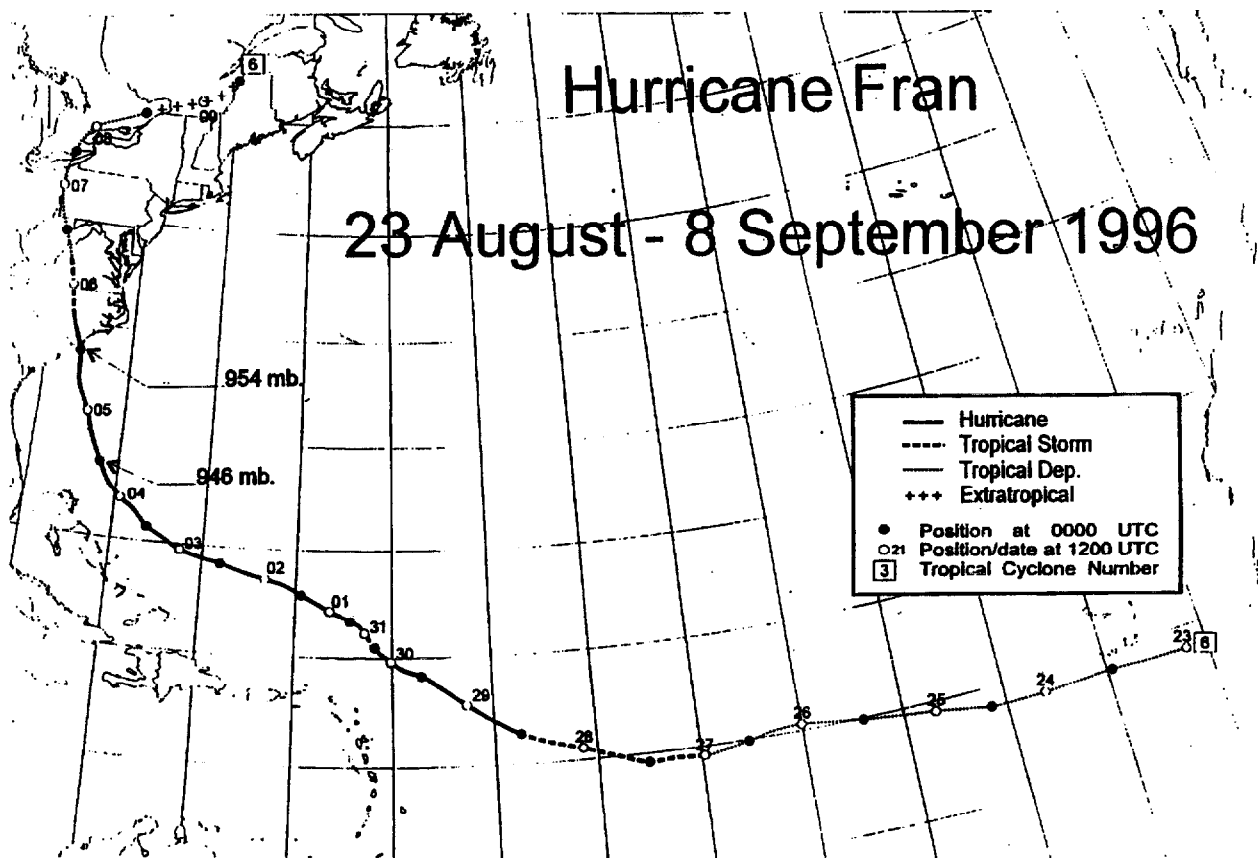 Hurricane Fran
23 August - 8 September 1996
6
09
08
07
06
954 mb.
05
946 mb.
04
03
02
01
31
30
29
28
27
26
25
24
23
6
Hurricane
Tropical Storm
Tropical Dep.
+++ Extratropical
Position at 0000 UTC
21 Position/date at 1200 UTC
3 Tropical Cyclone Number